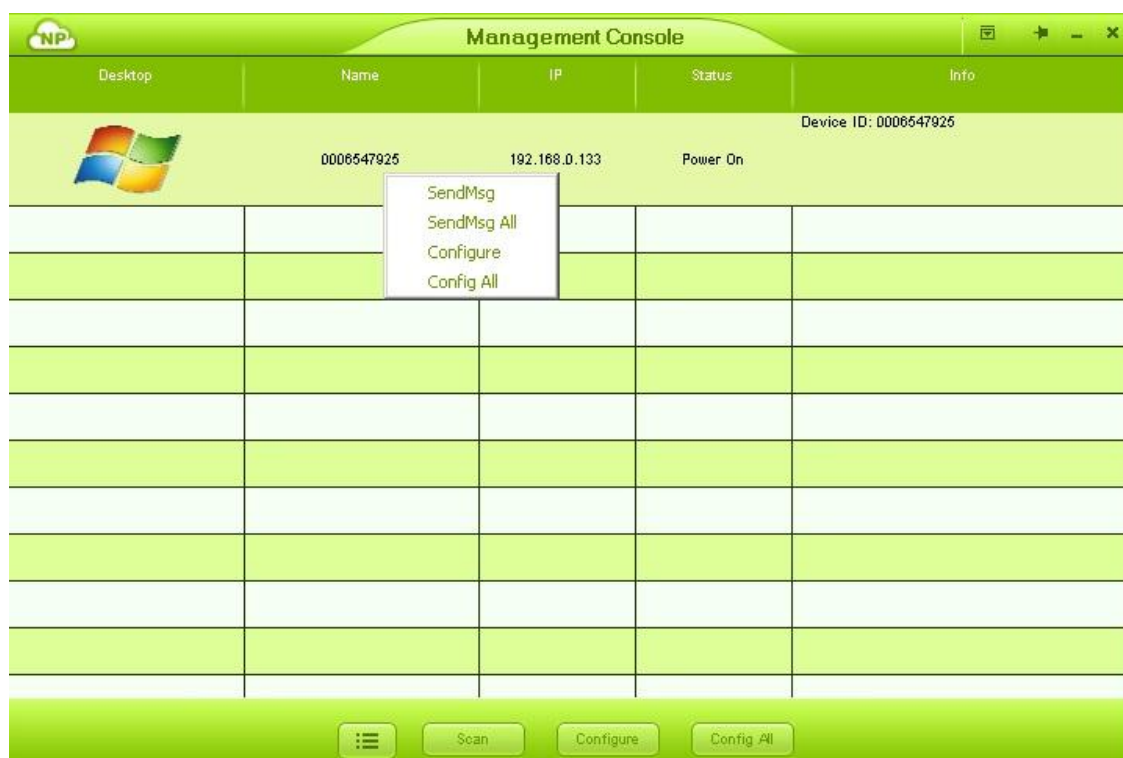 NP
Management Console
Desktop Name IP Status Info
Device ID: 0006547925
0006547925 192.168.0.133 Power On
SendMsg
SendMsg All
Configure
Config All
Scan Configure Config All